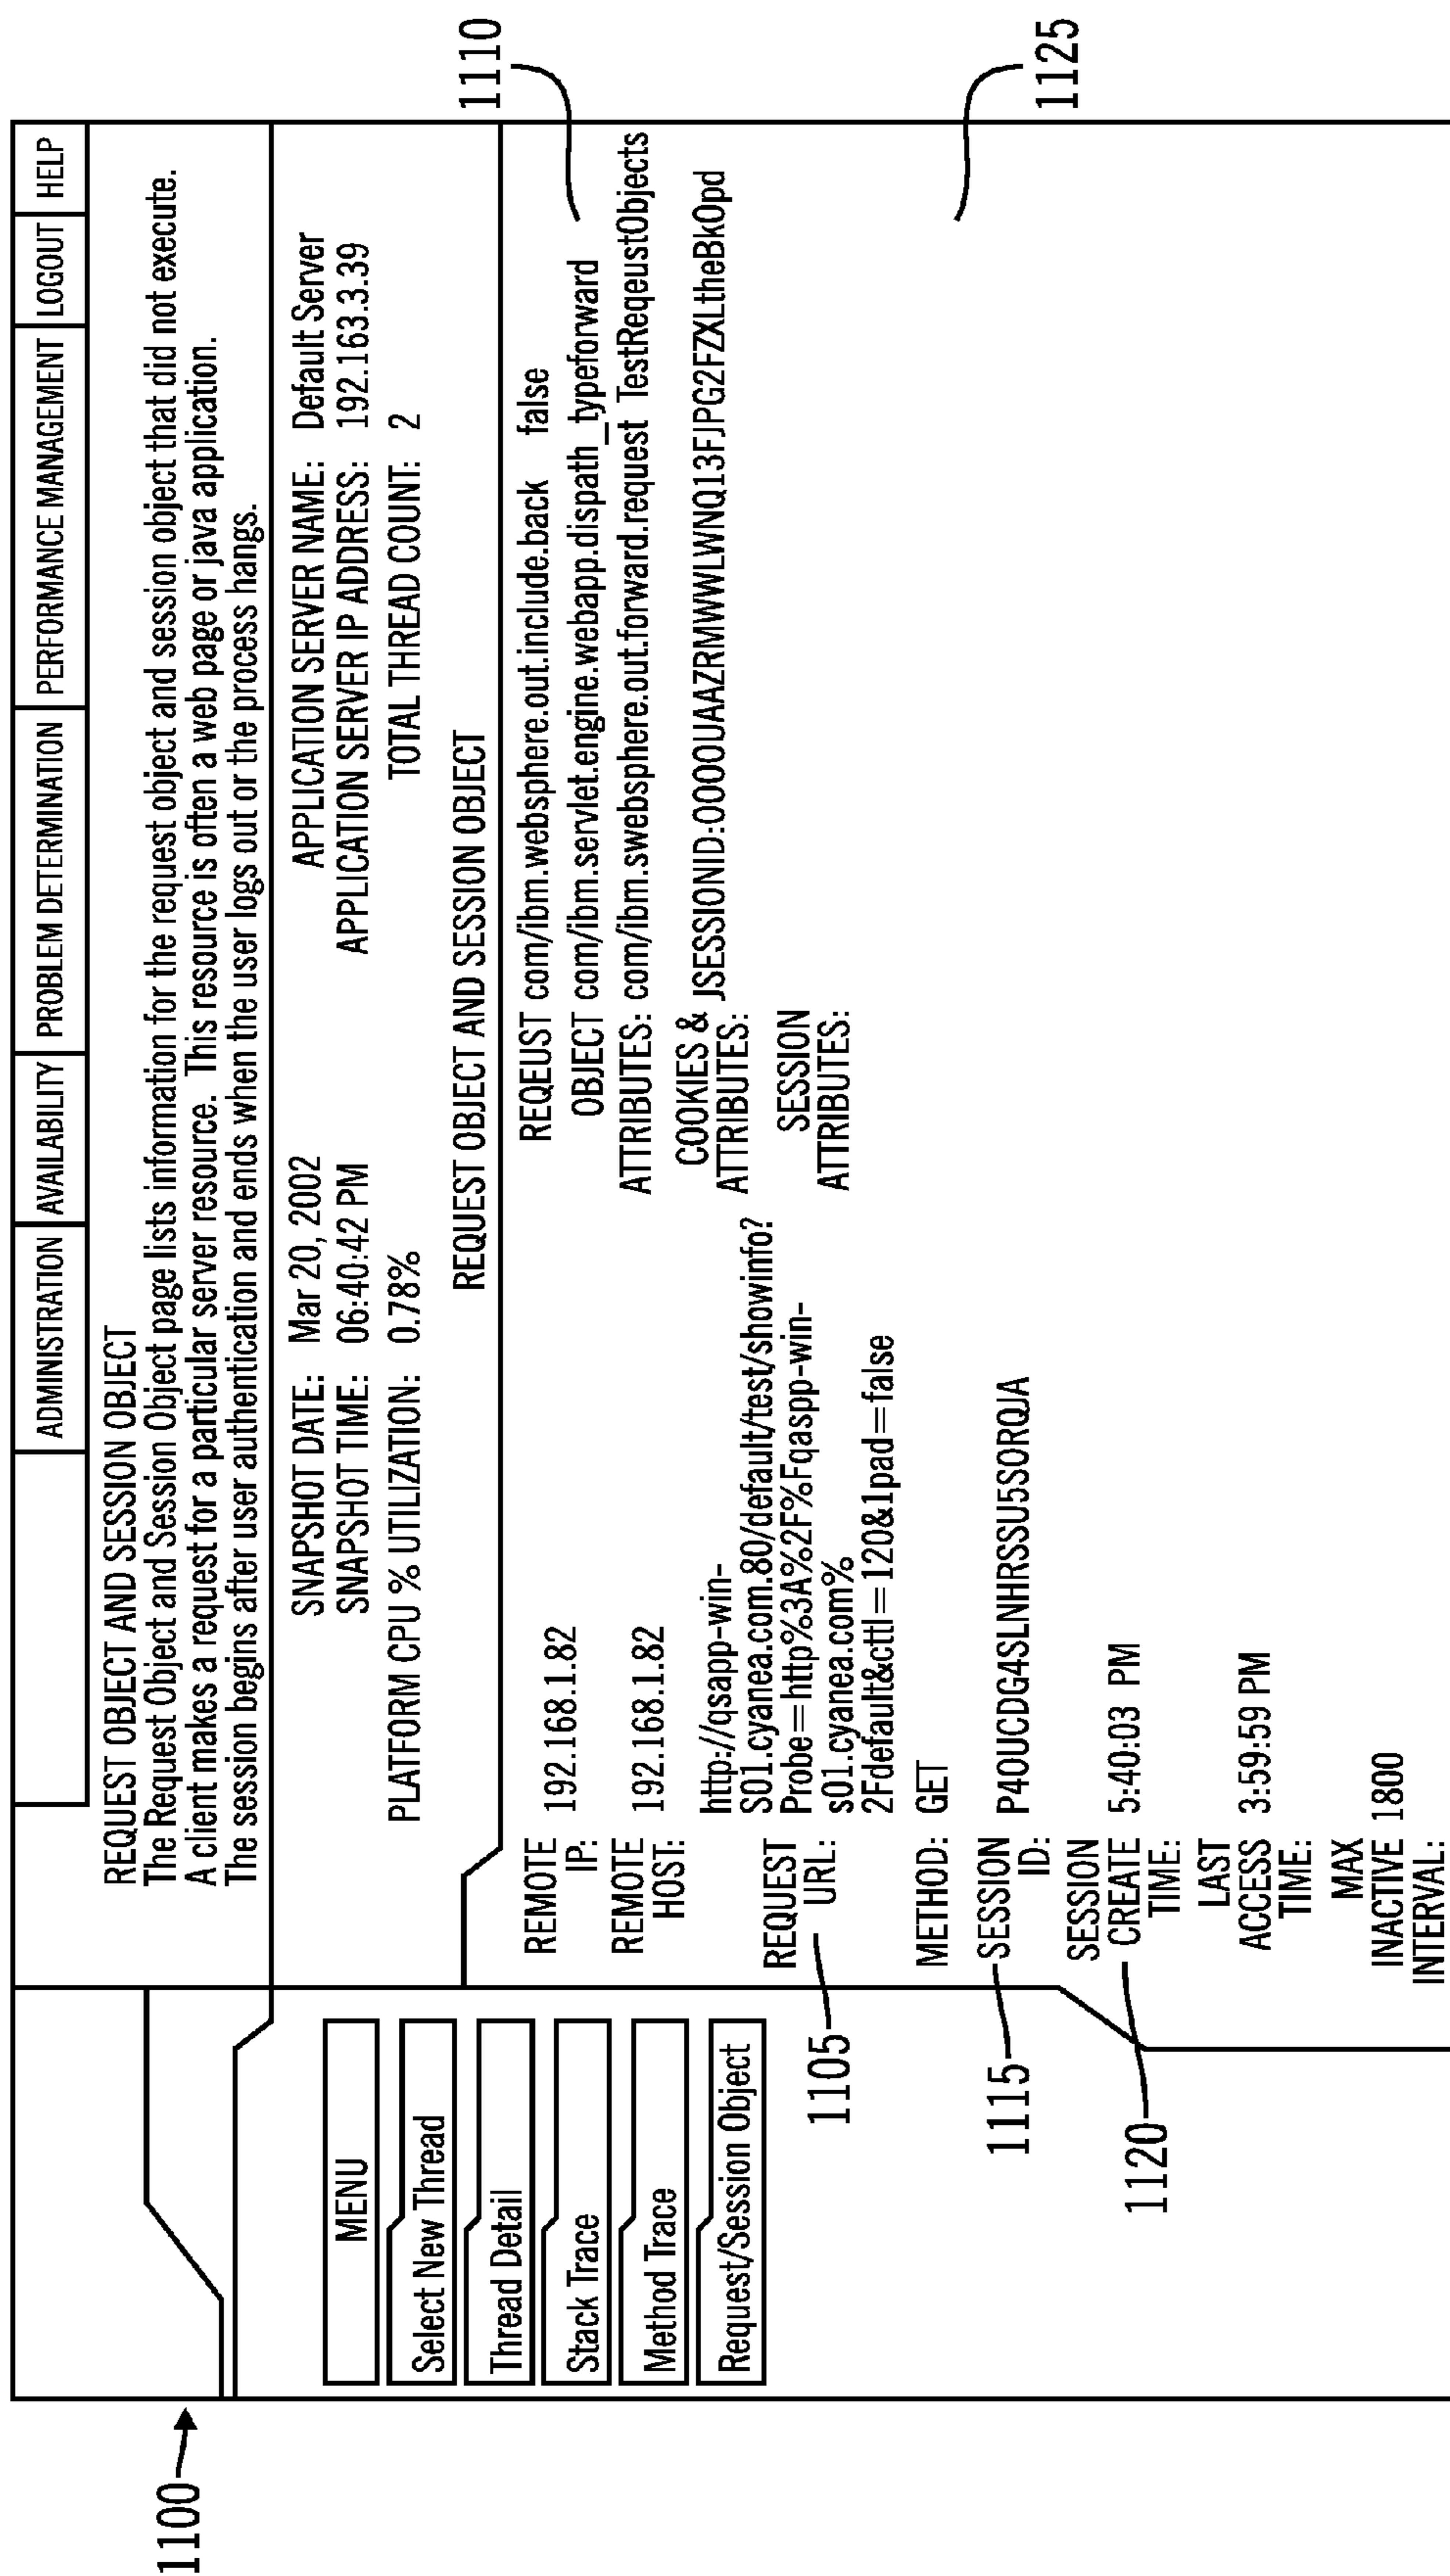 1100
ADMINISTRATION AVAILABILITY PROBLEM DETERMINATION PERFORMANCE MANAGEMENT LOGOUT HELP
REQUEST OBJECT AND SESSION OBJECT
The Request Object and Session Object page lists information for the request object and session object that did not execute.
A client makes a request for a particular server resource. This resource is often a web page or java application.
The session begins after user authentication and ends when the user logs out or the process hangs.
SNAPSHOT DATE: Mar 20, 2002 APPLICATION SERVER NAME: Default Server
SNAPSHOT TIME: 06:40:42 PM APPLICATION SERVER IP ADDRESS: 192.163.3.39
PLATFORM CPU % UTILIZATION: 0.78% TOTAL THREAD COUNT: 2
MENU
Select New Thread
Thread Detail
Stack Trace
Method Trace
Request/Session Object
REQUEST OBJECT AND SESSION OBJECT
REMOTE
IP: 192.168.1.82
REMOTE
HOST: 192.168.1.82
REQUEST
URL:
http://qsapp-win-
S01.cyanea.com.80/default/test/showinfo?
Probe=http%3A%2F%Fqaspp-win-
s01.cyanea.com%
2Fdefault&cttl=120&1pad=false
1105
METHOD: GET
SESSION
ID: P40UCDG4SLNHRSSU5SORQJA
1115
SESSION
CREATE 5:40:03 PM
TIME:
1120
LAST
ACCESS 3:59:59 PM
TIME:
MAX
INACTIVE 1800
INTERVAL:
REQEUST com/ibm.websphere.out.include.back false
OBJECT com/ibm.servlet.engine.webapp.dispath_typeforward
ATTRIBUTES: com/ibm.swebsphere.out.forward.request TestReqeustObjects
1110
COOKIES &
ATTRIBUTES: JSESSIONID:0000UAAZRMWWLWNQ13FJPG2FZXLtheBkOpd
SESSION
ATTRIBUTES:
1125